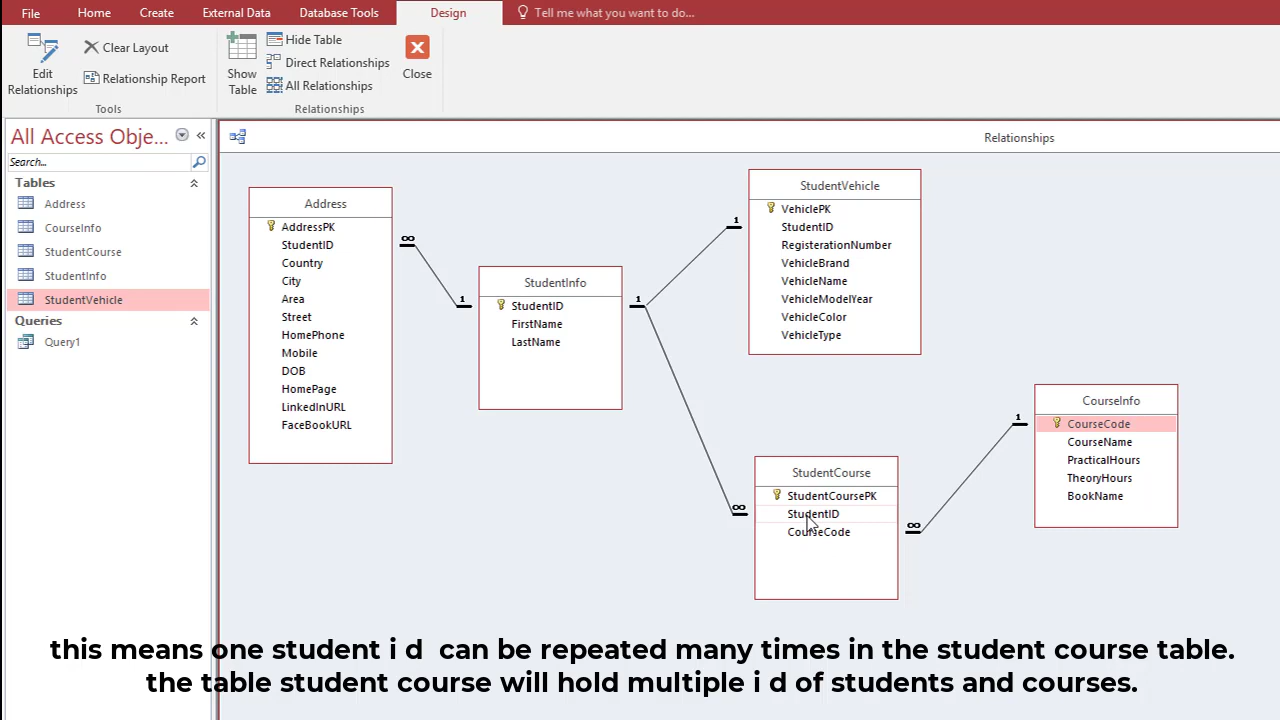 File Home Create External Data Database Tools Design Tell me what you want to do...
Edit Relationships
Clear Layout
Relationship Report
Tools
Show Table
Hide Table
Direct Relationships
All Relationships
Relationships
Close
All Access Obje...
Search...
Tables
Address
CourseInfo
StudentCourse
StudentInfo
StudentVehicle
Queries
Query1
Relationships
Address
AddressPK
StudentID
Country
City
Area
Street
HomePhone
Mobile
DOB
HomePage
LinkedInURL
FaceBookURL
∞
1
StudentInfo
StudentID
FirstName
LastName
1
1
StudentVehicle
VehiclePK
StudentID
RegisterationNumber
VehicleBrand
VehicleName
VehicleModelYear
VehicleColor
VehicleType
∞
StudentCourse
StudentCoursePK
StudentID
CourseCode
∞
1
CourseInfo
CourseCode
CourseName
PracticalHours
TheoryHours
BookName
this means one student i d can be repeated many times in the student course table.
the table student course will hold multiple i d of students and courses.